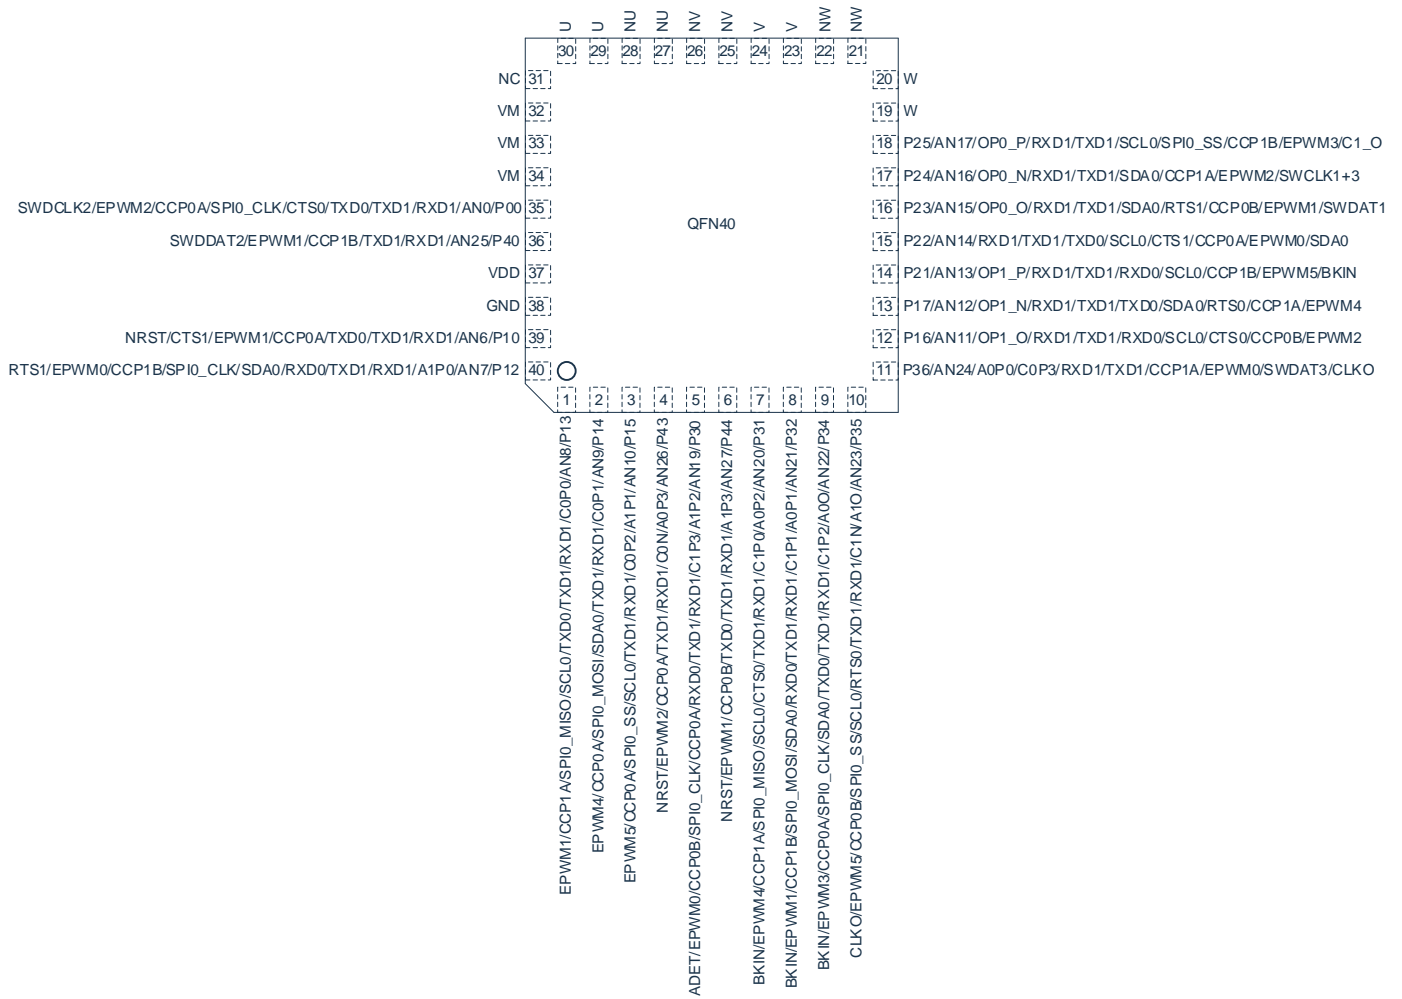 U
U
NU
NU
NV
NV
V
V
NW
NW
30
29
28
27
26
25
24
23
22
21
NC 31
20 W
VM 32
19 W
VM 33
18 P25/AN17/OP0_P/RXD1/TXD1/SCL0/SPI0_SS/CCP1B/EPWM3/C1_O
VM 34
17 P24/AN16/OP0_N/RXD1/TXD1/SDA0/CCP1A/EPWM2/SWCLK1+3
SWDCLK2/EPWM2/CCP0A/SPI0_CLK/CTS0/TXD0/TXD1/RXD1/AN0/P00 35
QFN40
16 P23/AN15/OP0_O/RXD1/TXD1/SDA0/RTS1/CCP0B/EPWM1/SWDAT1
SWDDAT2/EPWM1/CCP1B/TXD1/RXD1/AN25/P40 36
15 P22/AN14/RXD1/TXD1/TXD0/SCL0/CTS1/CCP0A/EPWM0/SDA0
VDD 37
14 P21/AN13/OP1_P/RXD1/TXD1/RXD0/SCL0/CCP1B/EPWM5/BKIN
GND 38
13 P17/AN12/OP1_N/RXD1/TXD1/TXD0/SDA0/RTS0/CCP1A/EPWM4
NRST/CTS1/EPWM1/CCP0A/TXD0/TXD1/RXD1/AN6/P10 39
12 P16/AN11/OP1_O/RXD1/TXD1/RXD0/SCL0/CTS0/CCP0B/EPWM2
RTS1/EPWM0/CCP1B/SPI0_CLK/SDA0/RXD0/TXD1/RXD1/A1P0/AN7/P12 40
11 P36/AN24/A0P0/C0P3/RXD1/TXD1/CCP1A/EPWM0/SWDAT3/CLKO
1
2
3
4
5
6
7
8
9
10
EPWM1/CCP1A/SPI0_MISO/SCL0/TXD0/TXD1/RXD1/C0P0/AN8/P13
EPWM4/CCP0A/SPI0_MOSI/SDA0/TXD1/RXD1/C0P1/AN9/P14
EPWM5/CCP0A/SPI0_SS/SCL0/TXD1/RXD1/C0P2/A1P1/AN10/P15
NRST/EPWM2/CCP0A/TXD1/RXD1/C0N/A0P3/AN26/P43
ADET/EPWM0/CCP0B/SPI0_CLK/CCP0A/RXD0/TXD1/RXD1/C1P3/A1P2/AN19/P30
NRST/EPWM1/CCP0B/TXD0/TXD1/RXD1/A1P3/AN27/P44
BKIN/EPWM4/CCP1A/SPI0_MISO/SCL0/CTS0/TXD1/RXD1/C1P0/A0P2/AN20/P31
BKIN/EPWM1/CCP1B/SPI0_MOSI/SDA0/RXD0/TXD1/RXD1/C1P1/A0P1/AN21/P32
BKIN/EPWM3/CCP0A/SPI0_CLK/SDA0/TXD0/TXD1/RXD1/C1P2/A0O/AN22/P34
CLKO/EPWM5/CCP0B/SPI0_SS/SCL0/RTS0/TXD1/RXD1/C1N/A1O/AN23/P35